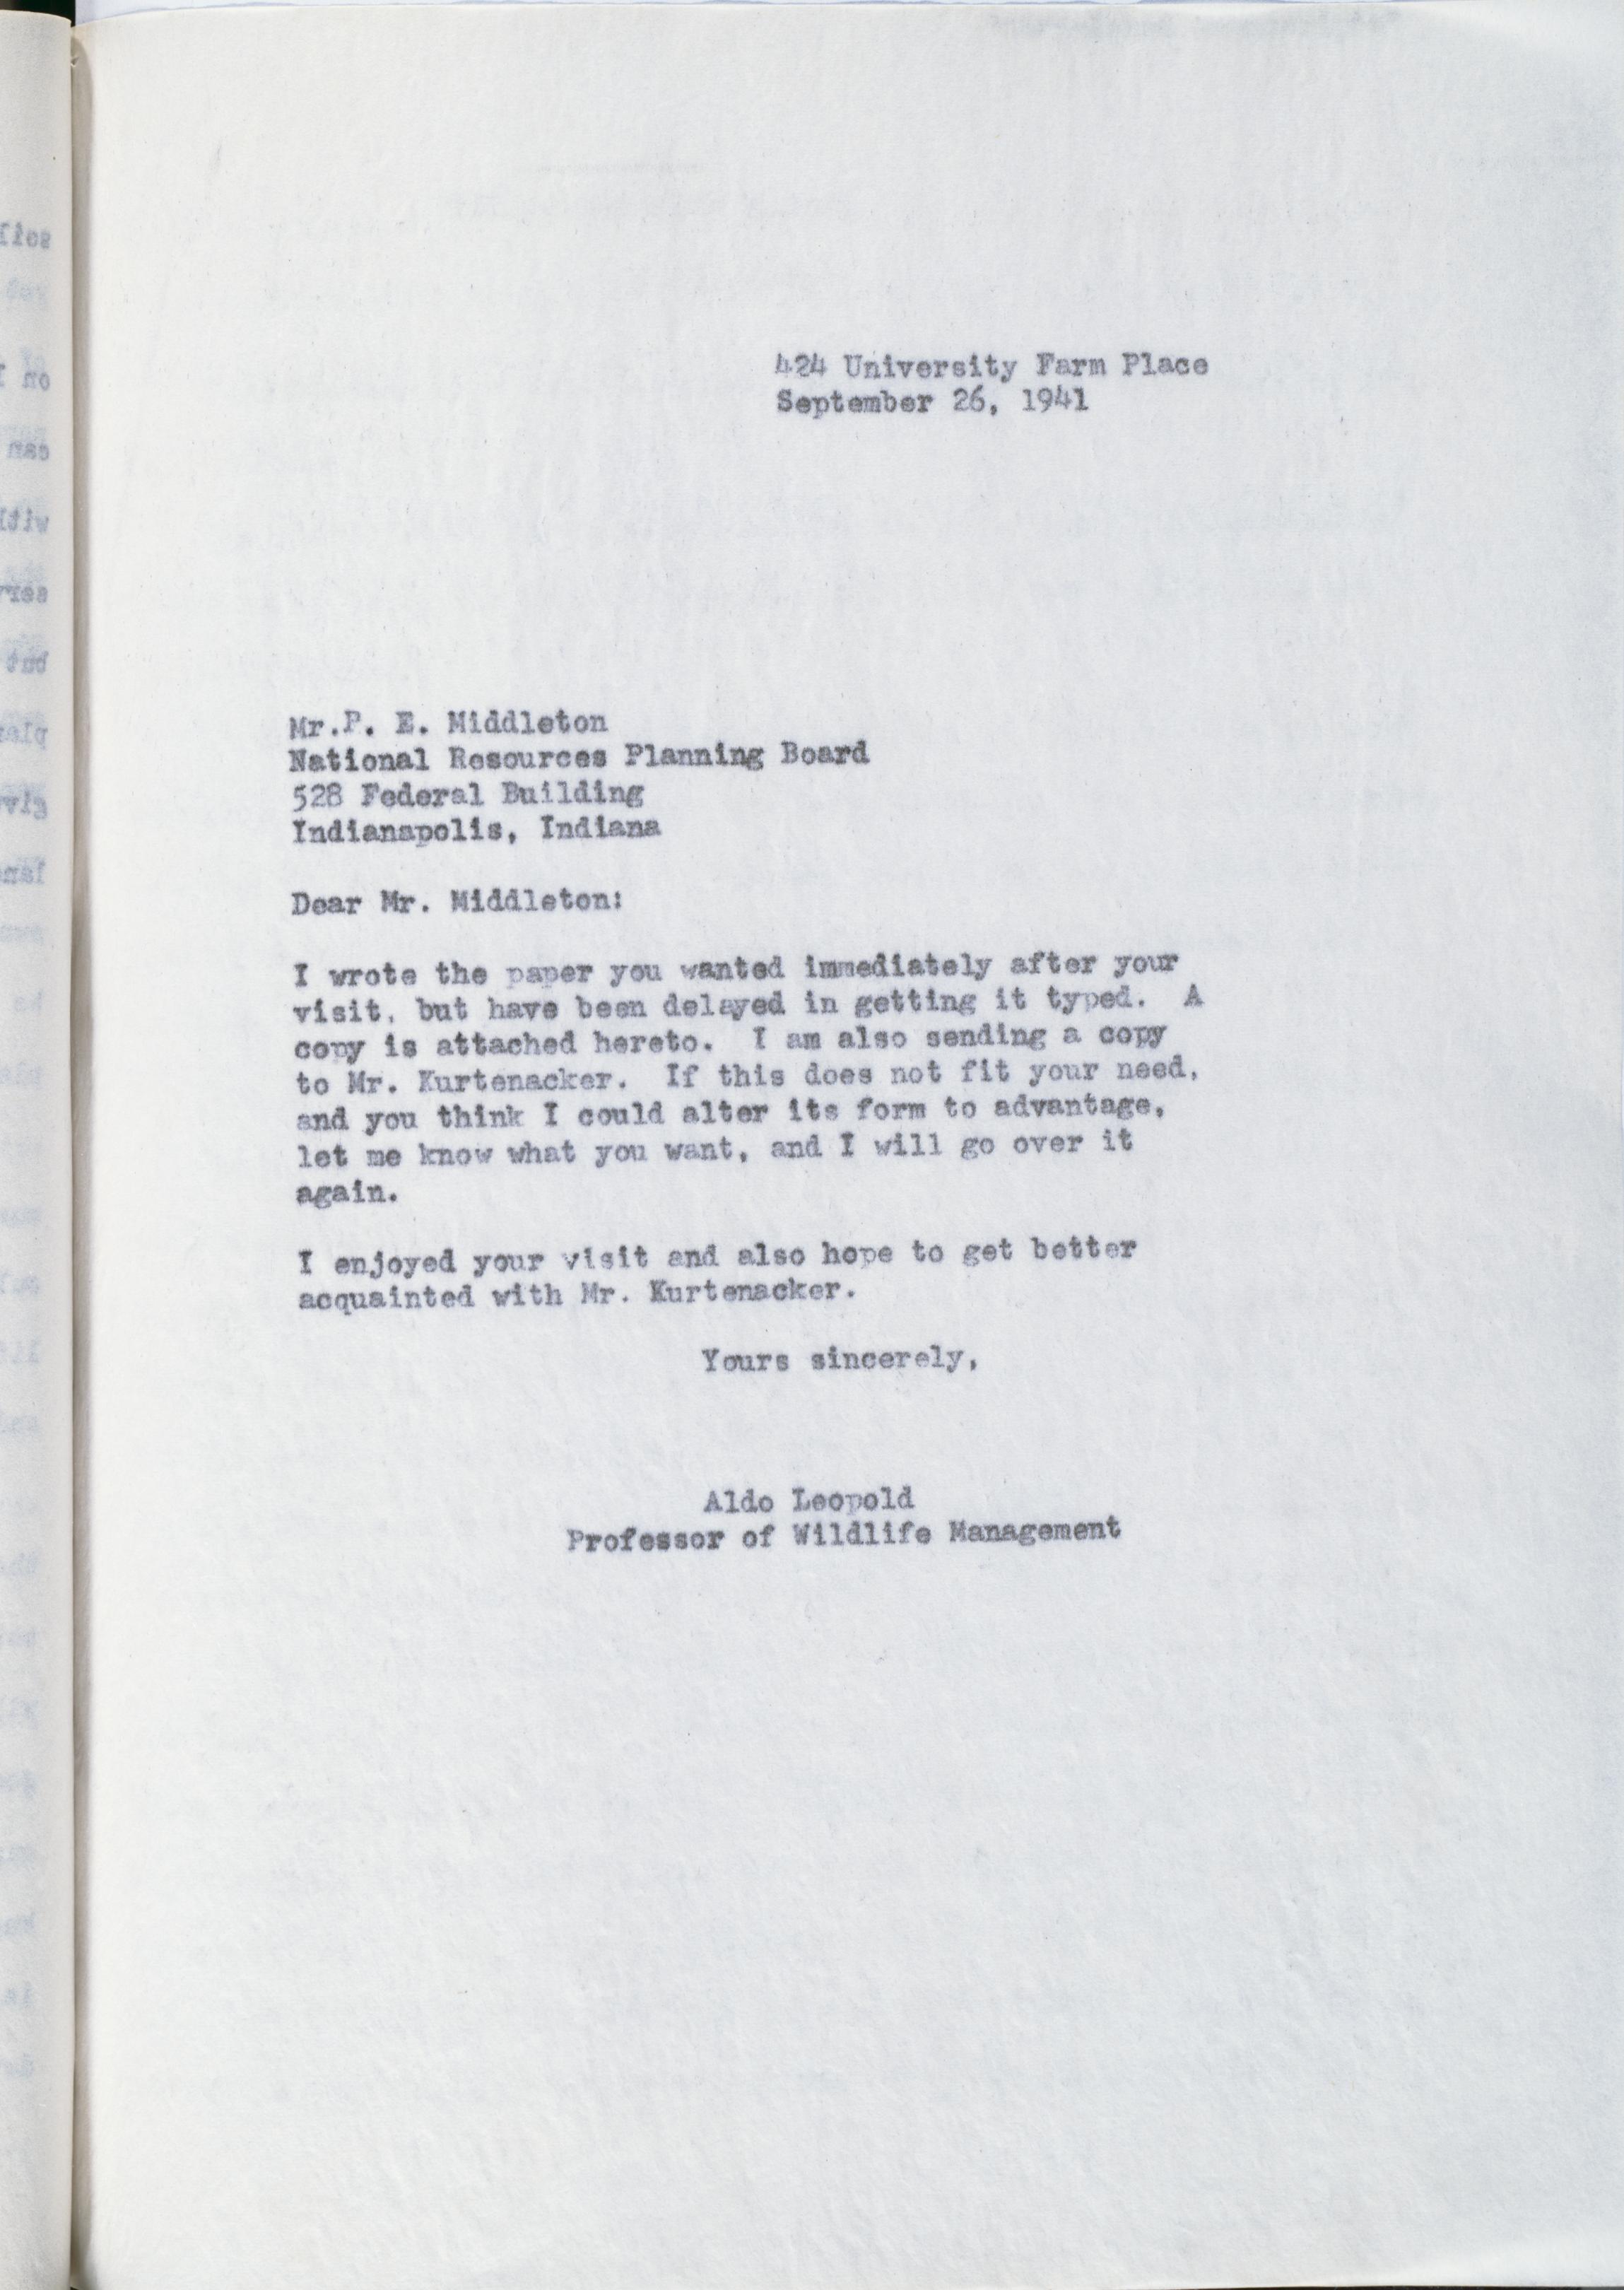 424 University Farm Place
September 26, 1941
Mr.P. E. Middleton
National Resources Planning Board
528 Federal Building
Indianapolis, Indiana
Dear Mr. Middleton:
I wrote the paper you wanted immediately after your
visit, but have been delayed in getting it typed. A
copy is attached hereto. I am also sending a copy
to Mr. Kurtenacker. If this does not fit your need,
and you think I could alter its form to advantage,
let me know what you want, and I will go over it
again.
I enjoyed your visit and also hope to get better
acquainted with Mr. Kurtenacker.
Yours sincerely,
Aldo Leopold
Professor of Wildlife Management